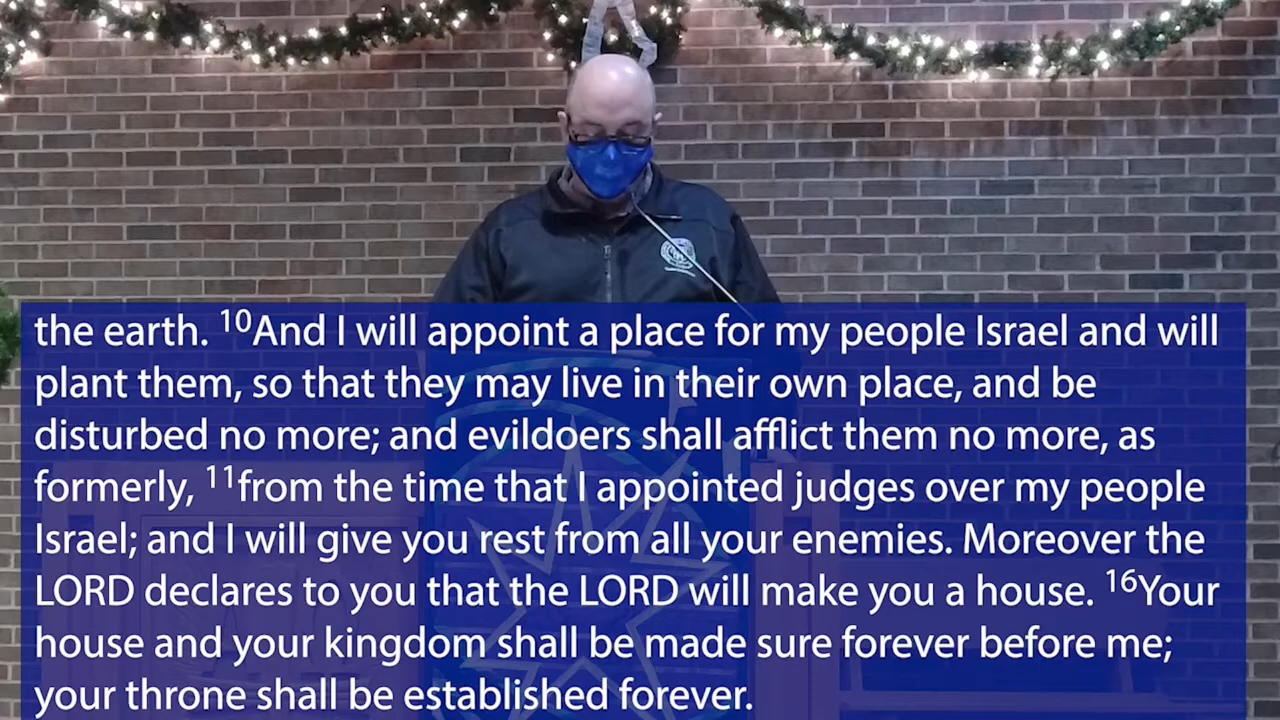 the earth. ¹⁰And I will appoint a place for my people Israel and will
plant them, so that they may live in their own place, and be
disturbed no more; and evildoers shall afflict them no more, as
formerly, ¹¹from the time that I appointed judges over my people
Israel; and I will give you rest from all your enemies. Moreover the
LORD declares to you that the LORD will make you a house. ¹⁶Your
house and your kingdom shall be made sure forever before me;
your throne shall be established forever.